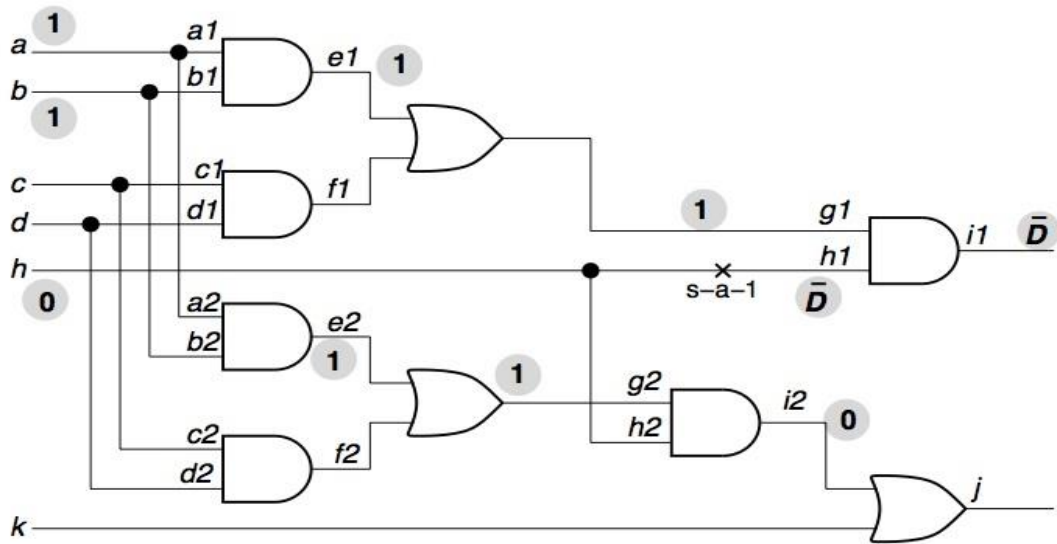 1
a a1 e1 1
b b1
1
c c1 f1
d d1 1 g1 i1 D̅
h h1
0 s-a-1 D̅
a2 e2
b2 1 1 g2 i2
h2 0
c2 f2
d2 j
k